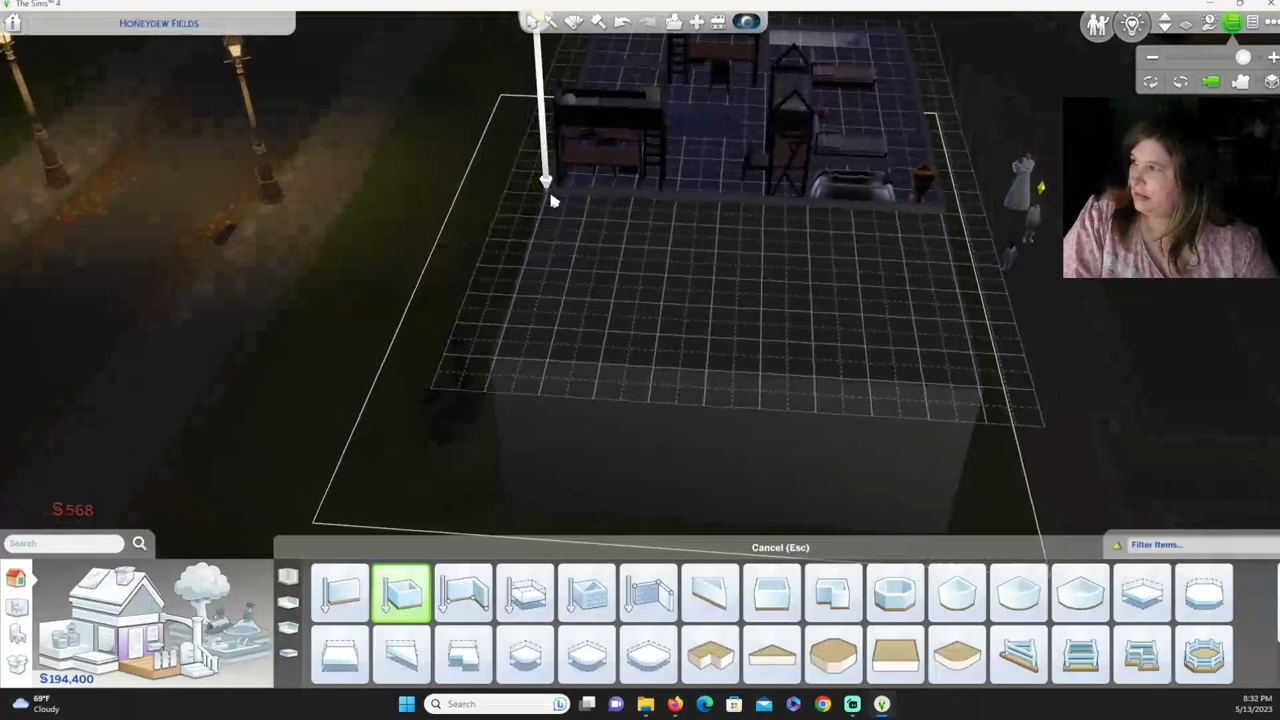 The Sims™ 4
HONEYDEW FIELDS
§568
Search
Cancel (Esc)
Filter Items...
§194,400
69°F
Cloudy
Search
8:32 PM
5/13/2023